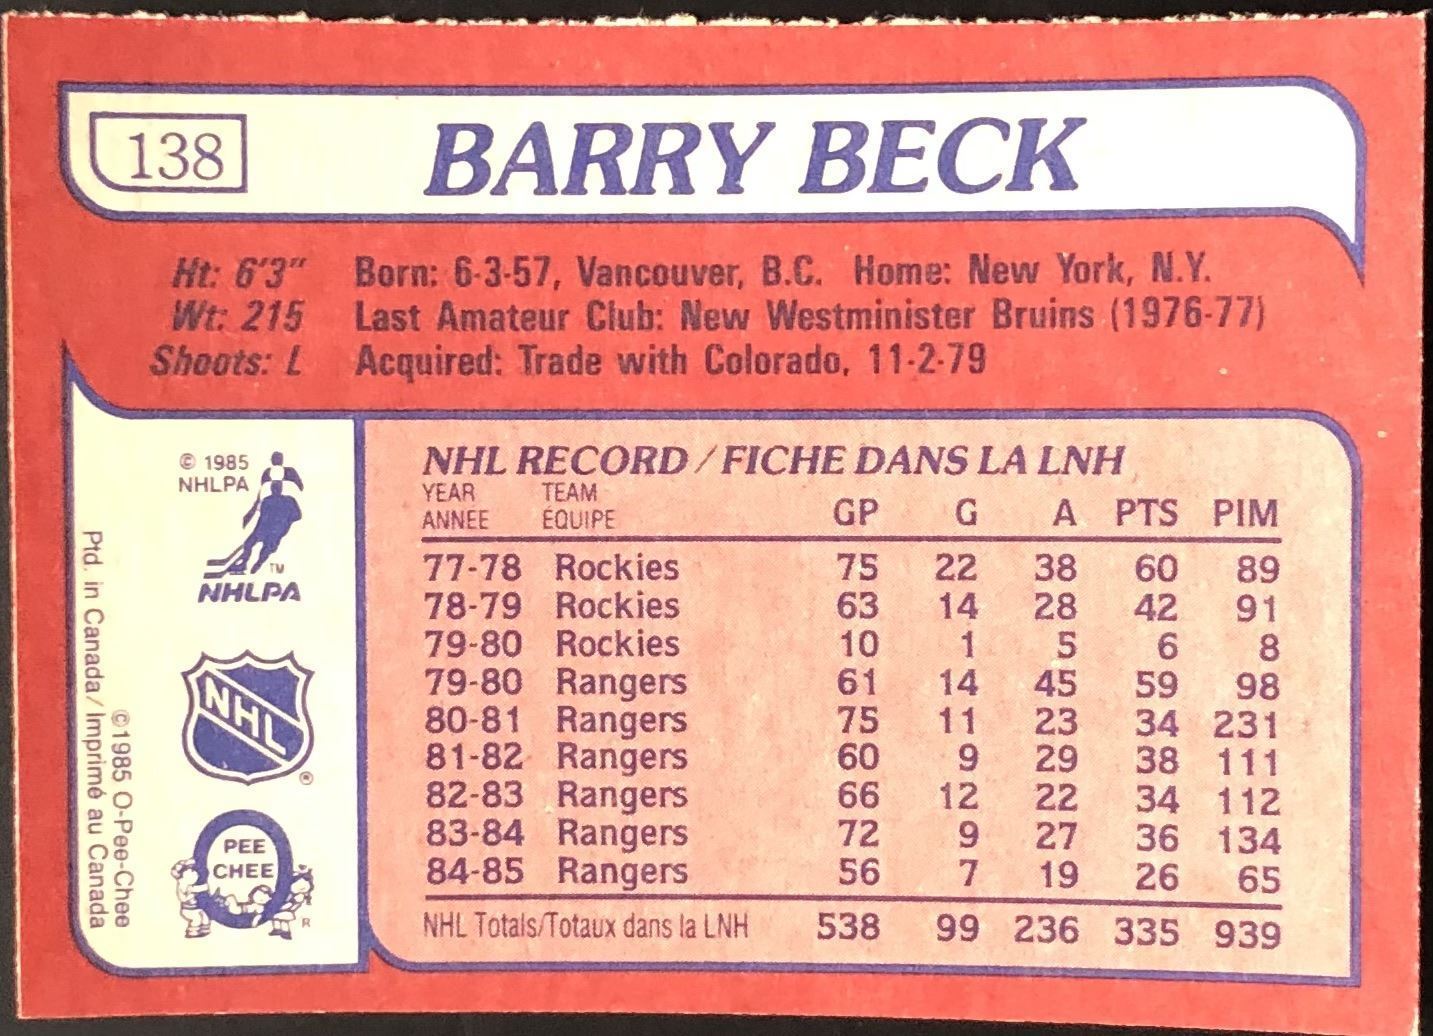 138 BARRY BECK
Ht: 6'3" Born: 6-3-57, Vancouver, B.C. Home: New York, N.Y.
Wt: 215 Last Amateur Club: New Westminister Bruins (1976-77)
Shoots: L Acquired: Trade with Colorado, 11-2-79
© 1985
NHLPA
TM
NHLPA
NHL
®
PEE
CHEE
R
©1985 O-Pee-Chee
Ptd. in Canada/Imprimé au Canada
NHL RECORD/FICHE DANS LA LNH
YEAR TEAM
ANNEE ÉQUIPE GP G A PTS PIM
77-78 Rockies 75 22 38 60 89
78-79 Rockies 63 14 28 42 91
79-80 Rockies 10 1 5 6 8
79-80 Rangers 61 14 45 59 98
80-81 Rangers 75 11 23 34 231
81-82 Rangers 60 9 29 38 111
82-83 Rangers 66 12 22 34 112
83-84 Rangers 72 9 27 36 134
84-85 Rangers 56 7 19 26 65
NHL Totals/Totaux dans la LNH 538 99 236 335 939